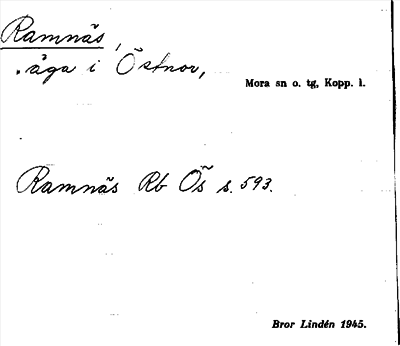 Ramnäs,
äga i Östnor,
Mora sn o. tg, Kopp. l.
Ramnäs Rb Ös s. 593.
Bror Lindén 1945.